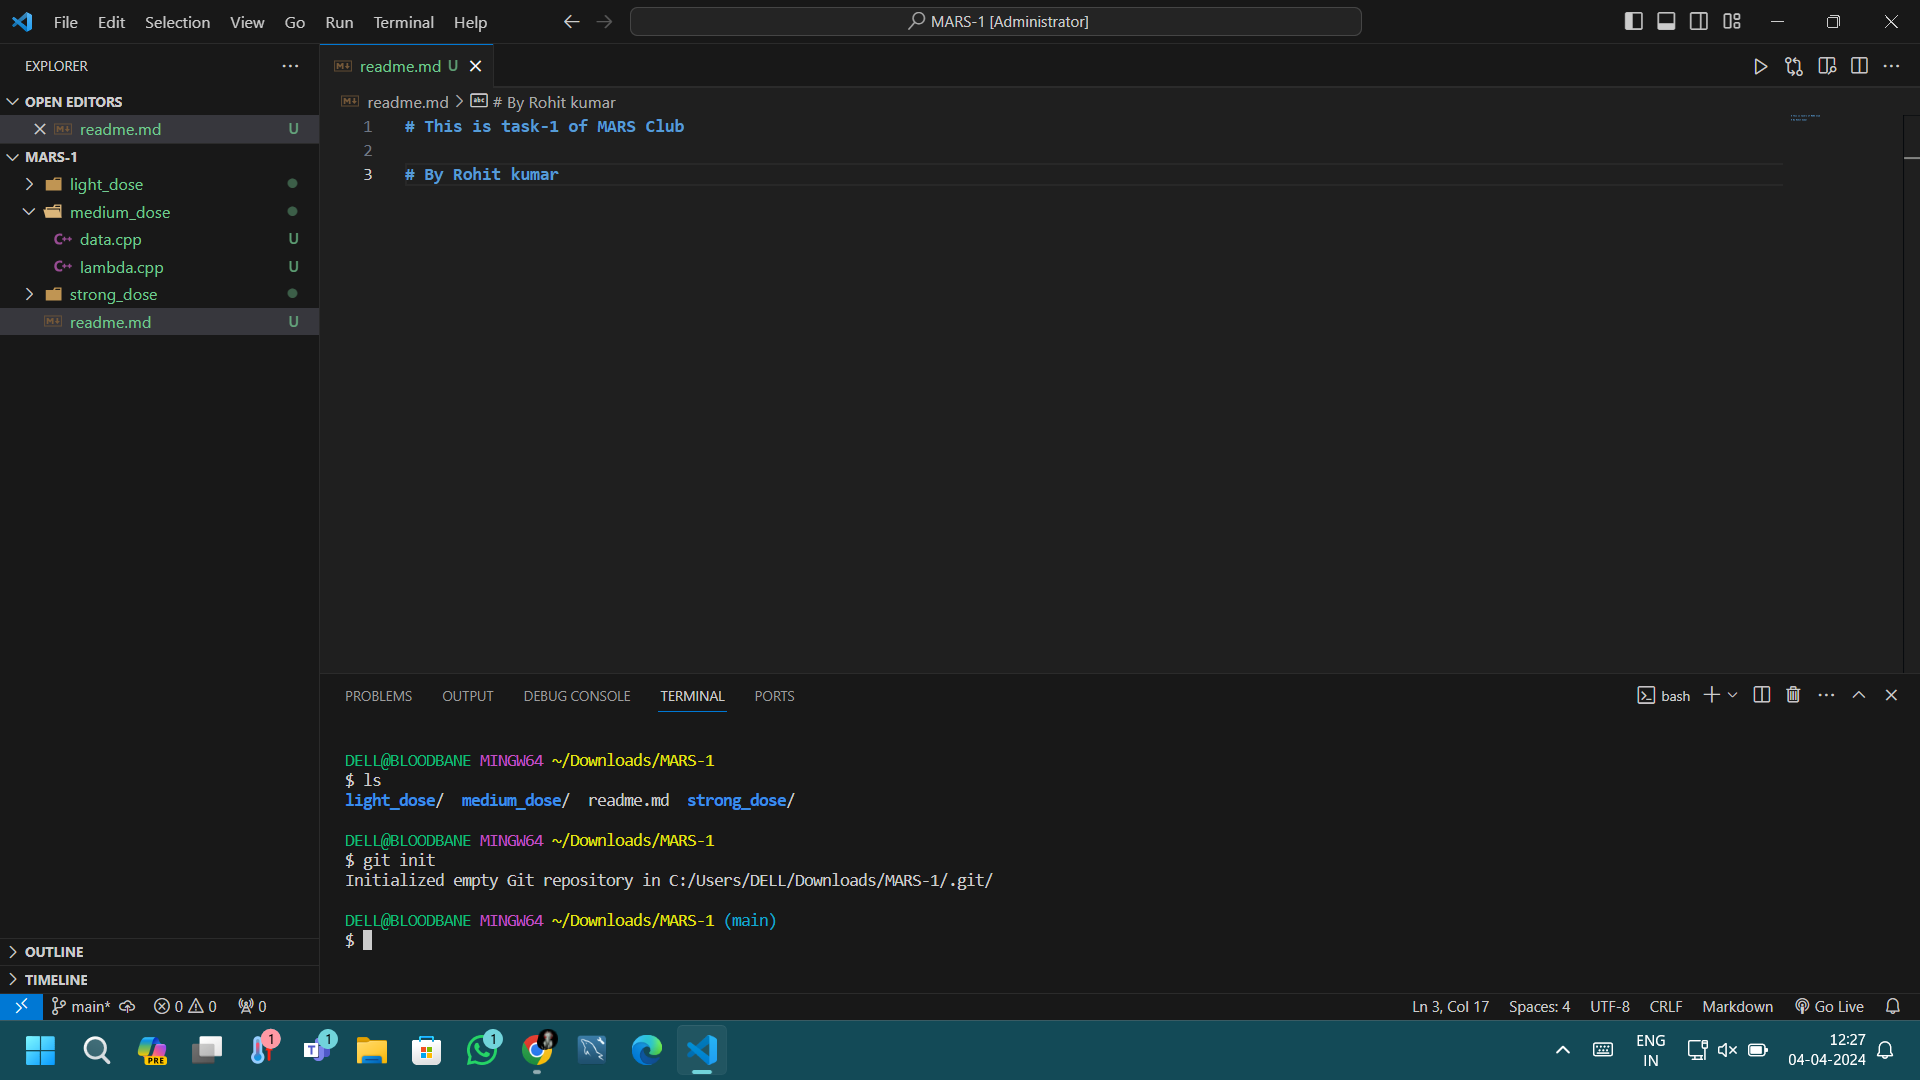 File Edit Selection View Go Run Terminal Help MARS-1 [Administrator]
EXPLORER
OPEN EDITORS
readme.md U
MARS-1
light_dose
medium_dose
data.cpp U
lambda.cpp U
strong_dose
readme.md U
OUTLINE
TIMELINE
readme.md U
readme.md # By Rohit kumar
1 # This is task-1 of MARS Club
2
3 # By Rohit kumar
PROBLEMS OUTPUT DEBUG CONSOLE TERMINAL PORTS bash
DELL@BLOODBANE MINGW64 ~/Downloads/MARS-1
$ ls
light_dose/ medium_dose/ readme.md strong_dose/
DELL@BLOODBANE MINGW64 ~/Downloads/MARS-1
$ git init
Initialized empty Git repository in C:/Users/DELL/Downloads/MARS-1/.git/
DELL@BLOODBANE MINGW64 ~/Downloads/MARS-1 (main)
$
main* 0 0 0 Ln 3, Col 17 Spaces: 4 UTF-8 CRLF Markdown Go Live
PRE 1 1 1 ENG 12:27
IN 04-04-2024